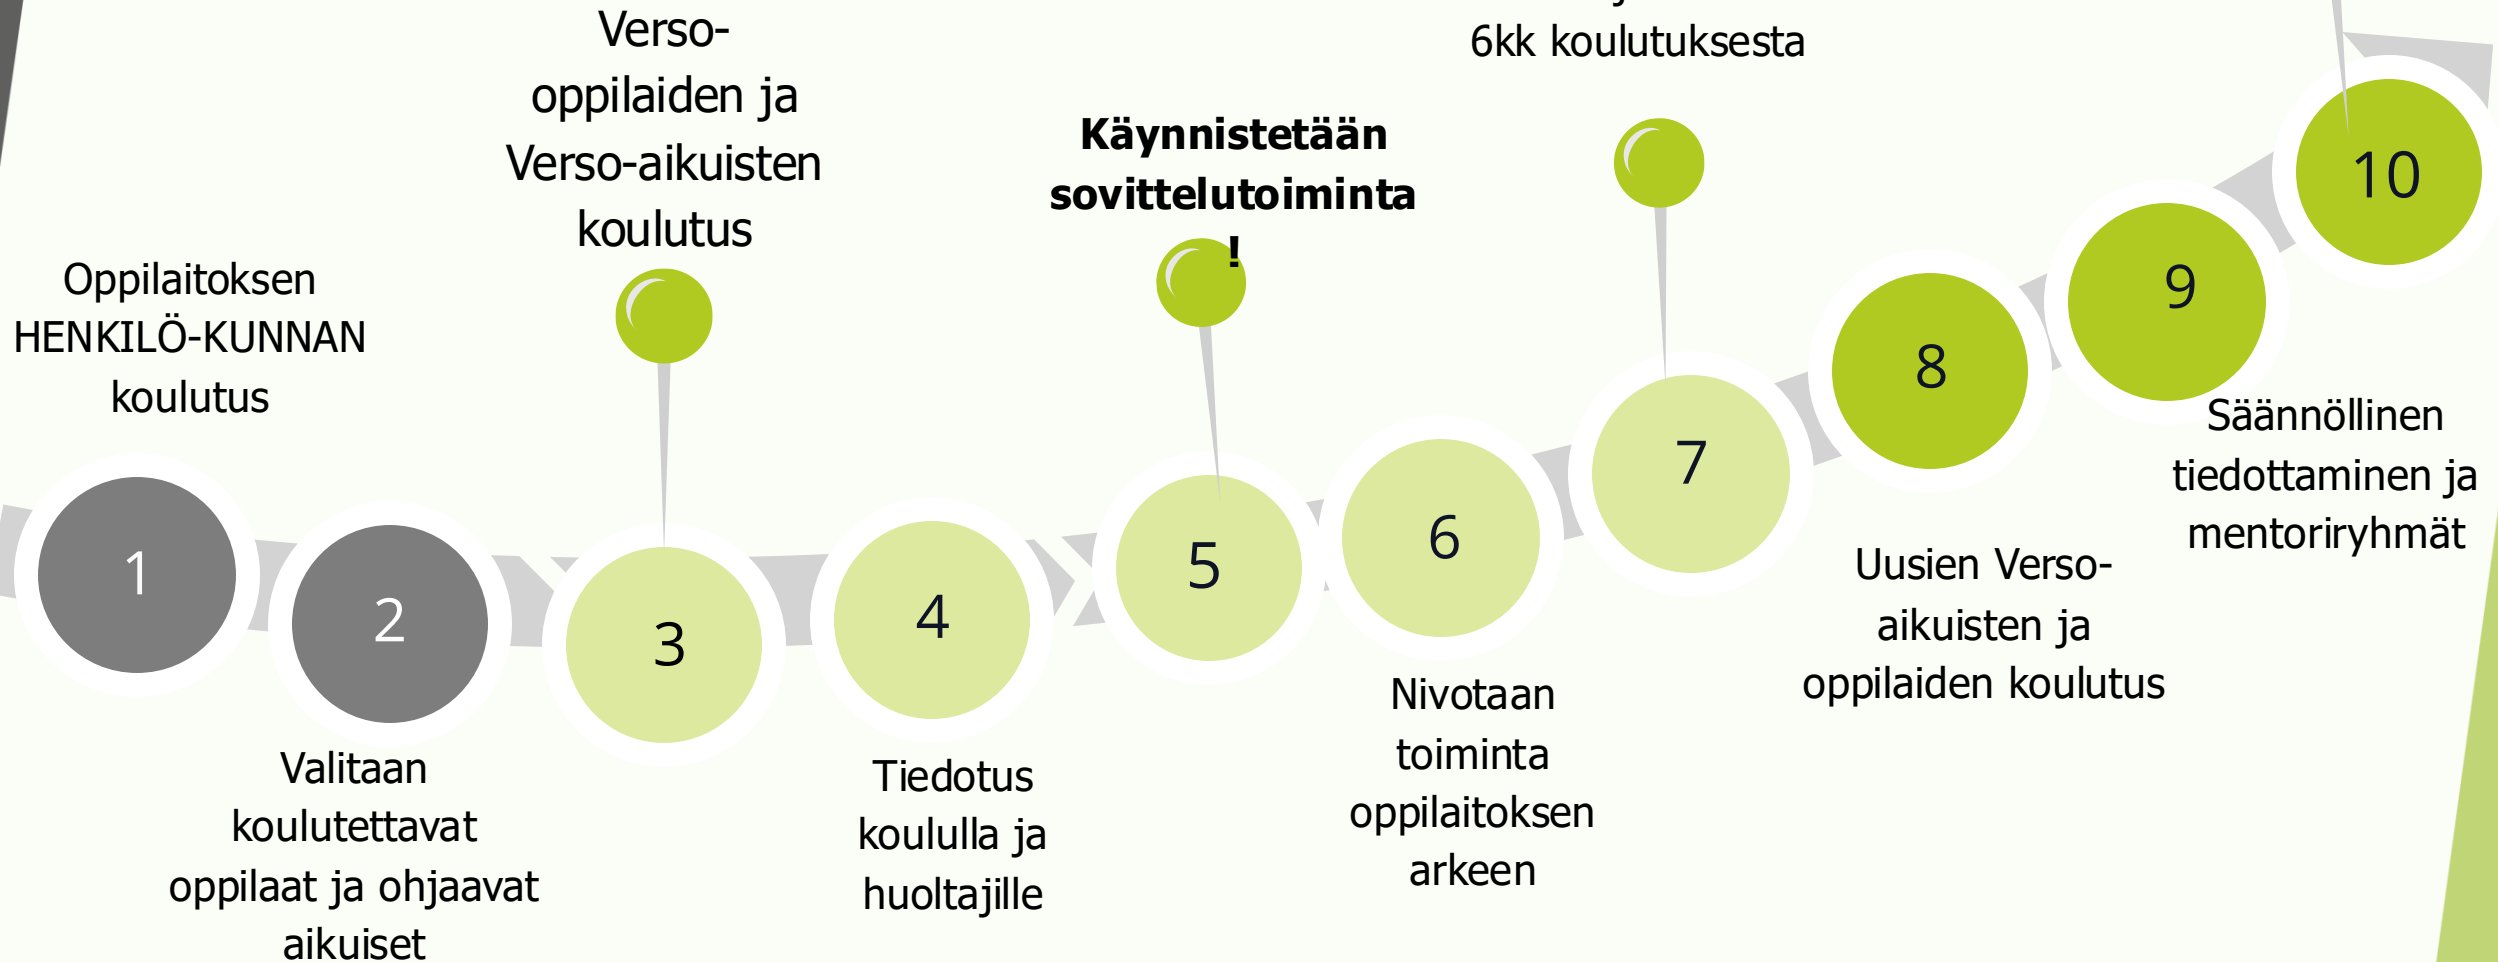 Oppilaitoksen
HENKILÖ-KUNNAN
koulutus
1
2
Valitaan
koulutettavat
oppilaat ja ohjaavat
aikuiset
Verso-
oppilaiden ja
Verso-aikuisten
koulutus
3
4
Tiedotus
koululla ja
huoltajille
Käynnistetään
sovittelutoiminta
!
5
6
Nivotaan
toiminta
oppilaitoksen
arkeen
6kk koulutuksesta
7
8
Uusien Verso-
aikuisten ja
oppilaiden koulutus
9
Säännöllinen
tiedottaminen ja
mentoriryhmät
10